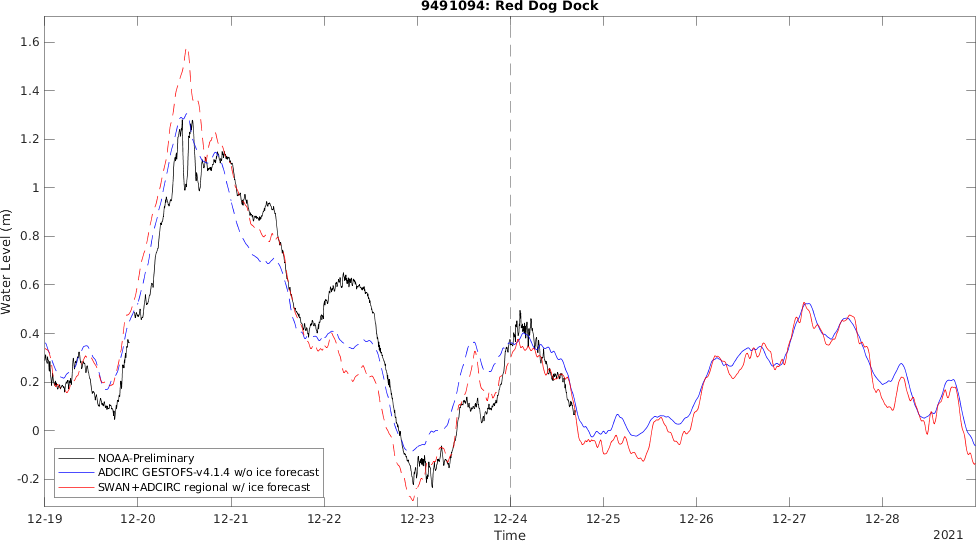 9491094: Red Dog Dock
Water Level (m)
1.6
1.4
1.2
1
0.8
0.6
0.4
0.2
0
-0.2
NOAA-Preliminary
ADCIRC GESTOFS-v4.1.4 w/o ice forecast
SWAN+ADCIRC regional w/ ice forecast
12-19 12-20 12-21 12-22 12-23 12-24 12-25 12-26 12-27 12-28
Time
2021